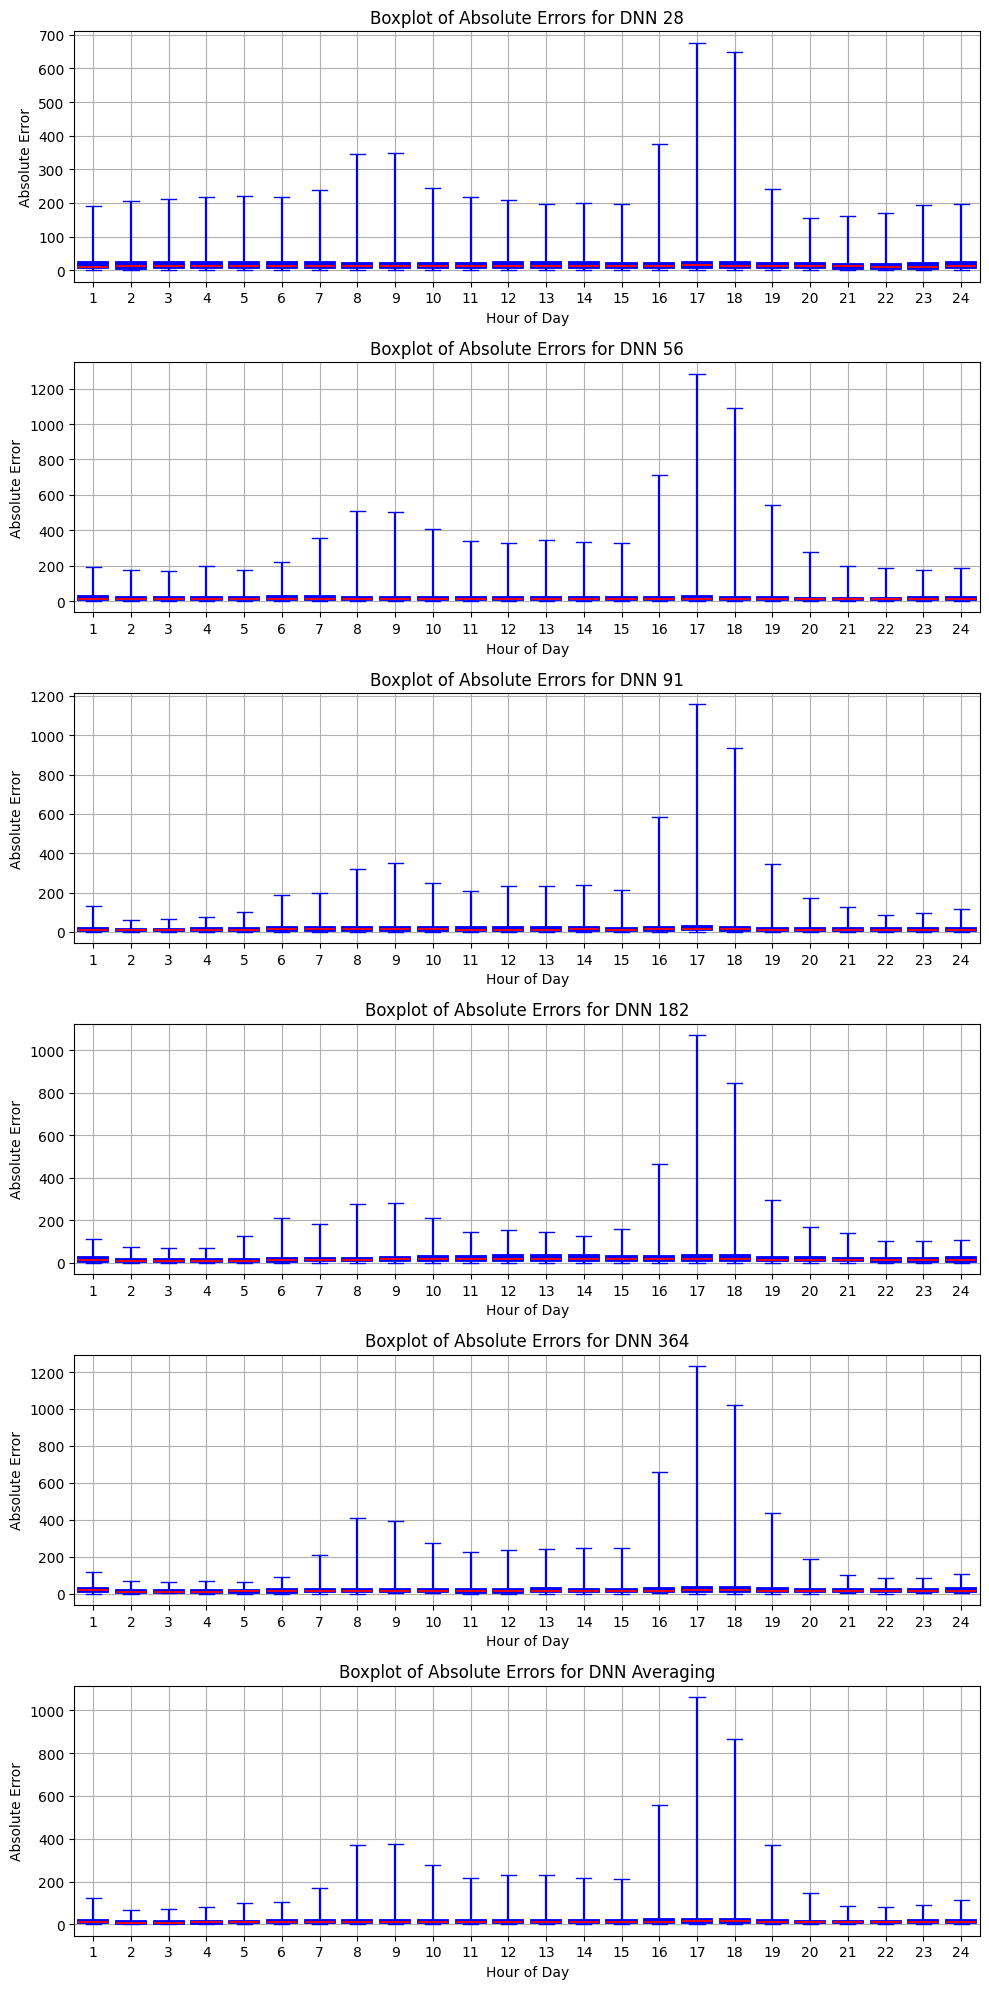 Boxplot of Absolute Errors for DNN 28
700
600
500
400
300
200
100
0
Absolute Error
1 2 3 4 5 6 7 8 9 10 11 12 13 14 15 16 17 18 19 20 21 22 23 24
Hour of Day
Boxplot of Absolute Errors for DNN 56
1200
1000
800
600
400
200
0
Absolute Error
1 2 3 4 5 6 7 8 9 10 11 12 13 14 15 16 17 18 19 20 21 22 23 24
Hour of Day
Boxplot of Absolute Errors for DNN 91
1200
1000
800
600
400
200
0
Absolute Error
1 2 3 4 5 6 7 8 9 10 11 12 13 14 15 16 17 18 19 20 21 22 23 24
Hour of Day
Boxplot of Absolute Errors for DNN 182
1000
800
600
400
200
0
Absolute Error
1 2 3 4 5 6 7 8 9 10 11 12 13 14 15 16 17 18 19 20 21 22 23 24
Hour of Day
Boxplot of Absolute Errors for DNN 364
1200
1000
800
600
400
200
0
Absolute Error
1 2 3 4 5 6 7 8 9 10 11 12 13 14 15 16 17 18 19 20 21 22 23 24
Hour of Day
Boxplot of Absolute Errors for DNN Averaging
1000
800
600
400
200
0
Absolute Error
1 2 3 4 5 6 7 8 9 10 11 12 13 14 15 16 17 18 19 20 21 22 23 24
Hour of Day